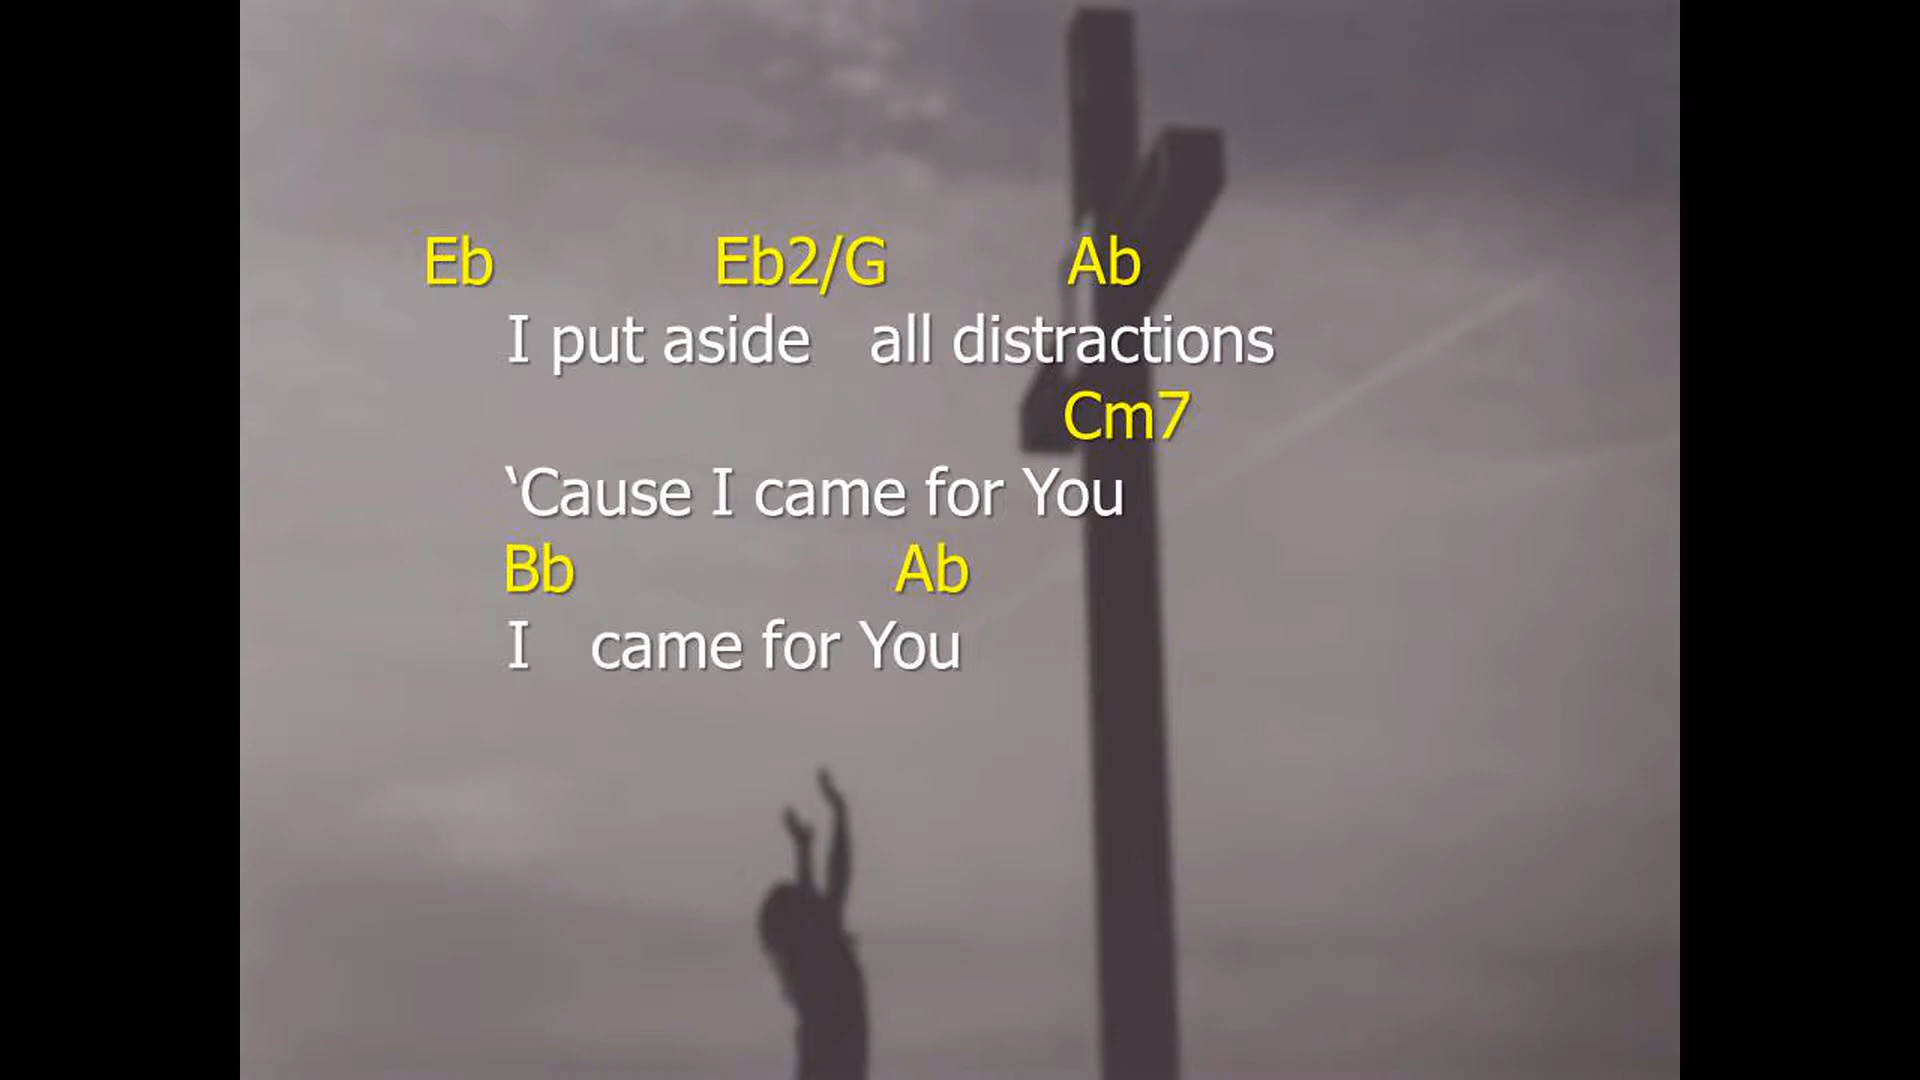 Eb Eb2/G Ab
I put aside all distractions
Cm7
‘Cause I came for You
Bb Ab
I came for You